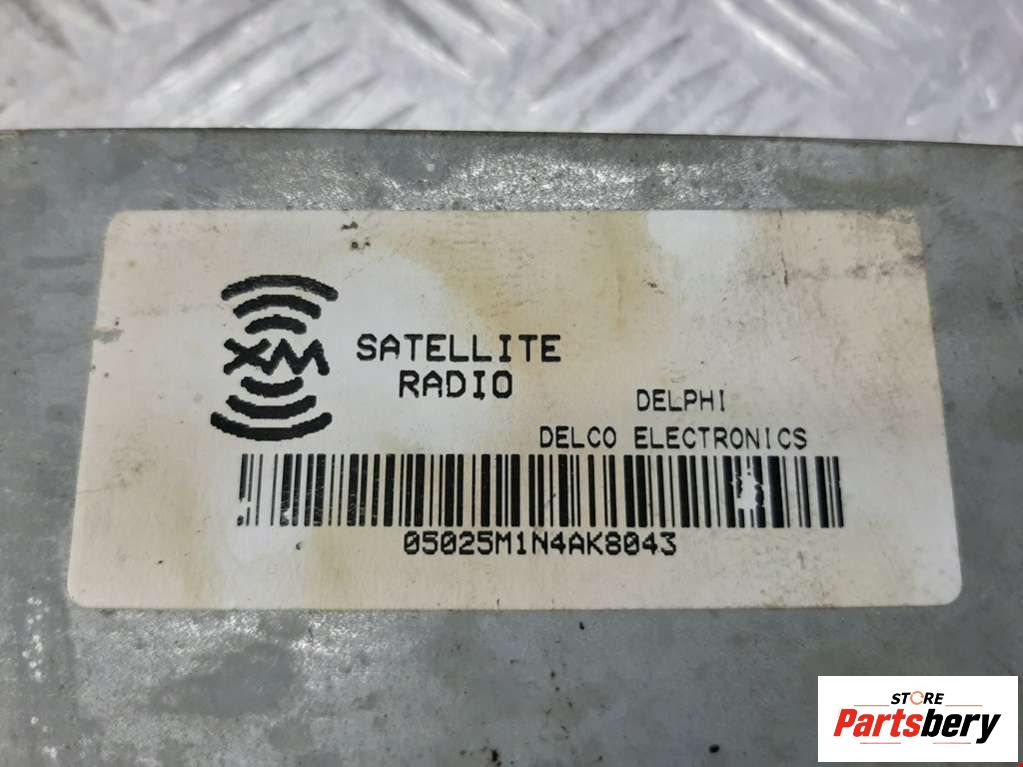 XM
SATELLITE
RADIO
DELPHI
DELCO ELECTRONICS
05025M1N4AK8043
STORE
Partsbery